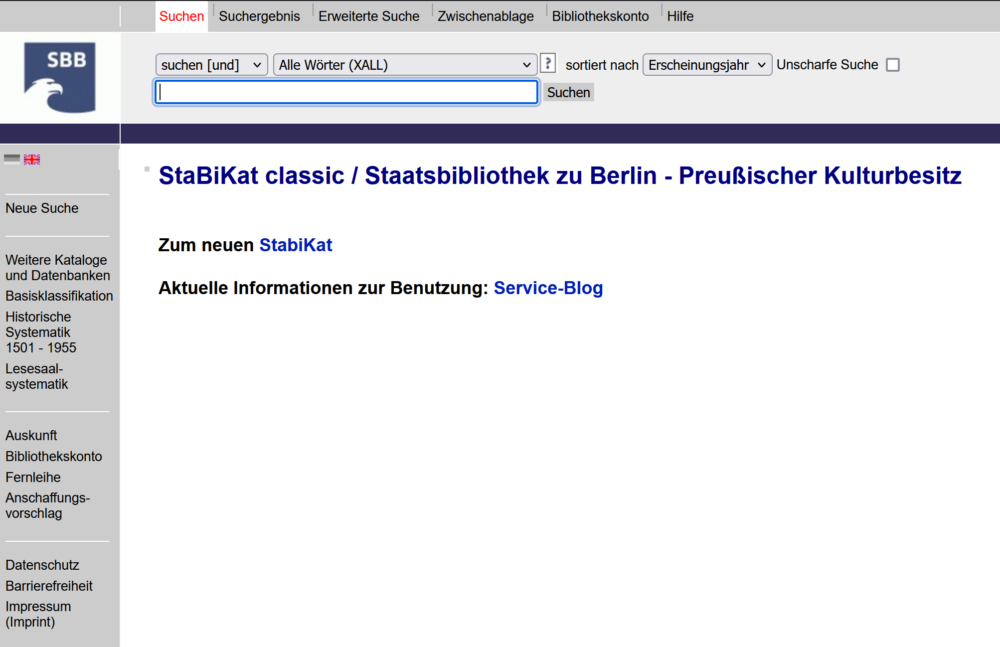 Suchen
Suchergebnis
Erweiterte Suche
Zwischenablage
Bibliothekskonto
Hilfe
SBB
suchen [und]
Alle Wörter (XALL)
?
sortiert nach
Erscheinungsjahr
Unscharfe Suche
Suchen
Neue Suche
Weitere Kataloge
und Datenbanken
Basisklassifikation
Historische
Systematik
1501 - 1955
Lesesaal-
systematik
Auskunft
Bibliothekskonto
Fernleihe
Anschaffungs-
vorschlag
Datenschutz
Barrierefreiheit
Impressum
(Imprint)
StaBiKat classic / Staatsbibliothek zu Berlin - Preußischer Kulturbesitz
Zum neuen StabiKat
Aktuelle Informationen zur Benutzung: Service-Blog